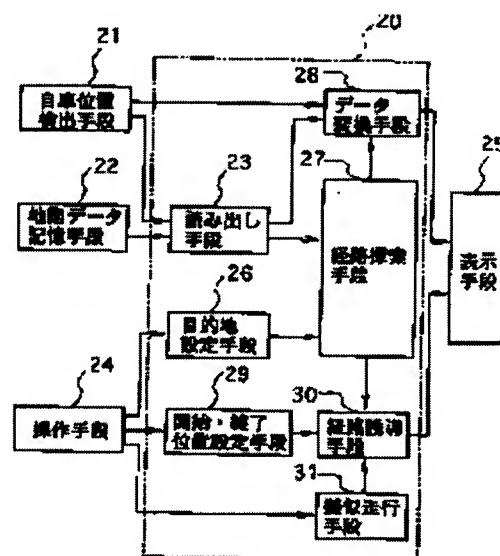 20
21
自車位置
検出手段
28
データ
変換手段
25
表示
手段
22
地図データ
記憶手段
23
読み出し
手段
27
経路探索
手段
26
目的地
設定手段
24
操作手段
29
開始・終了
位置設定手段
30
経路誘導
手段
31
擬似走行
手段